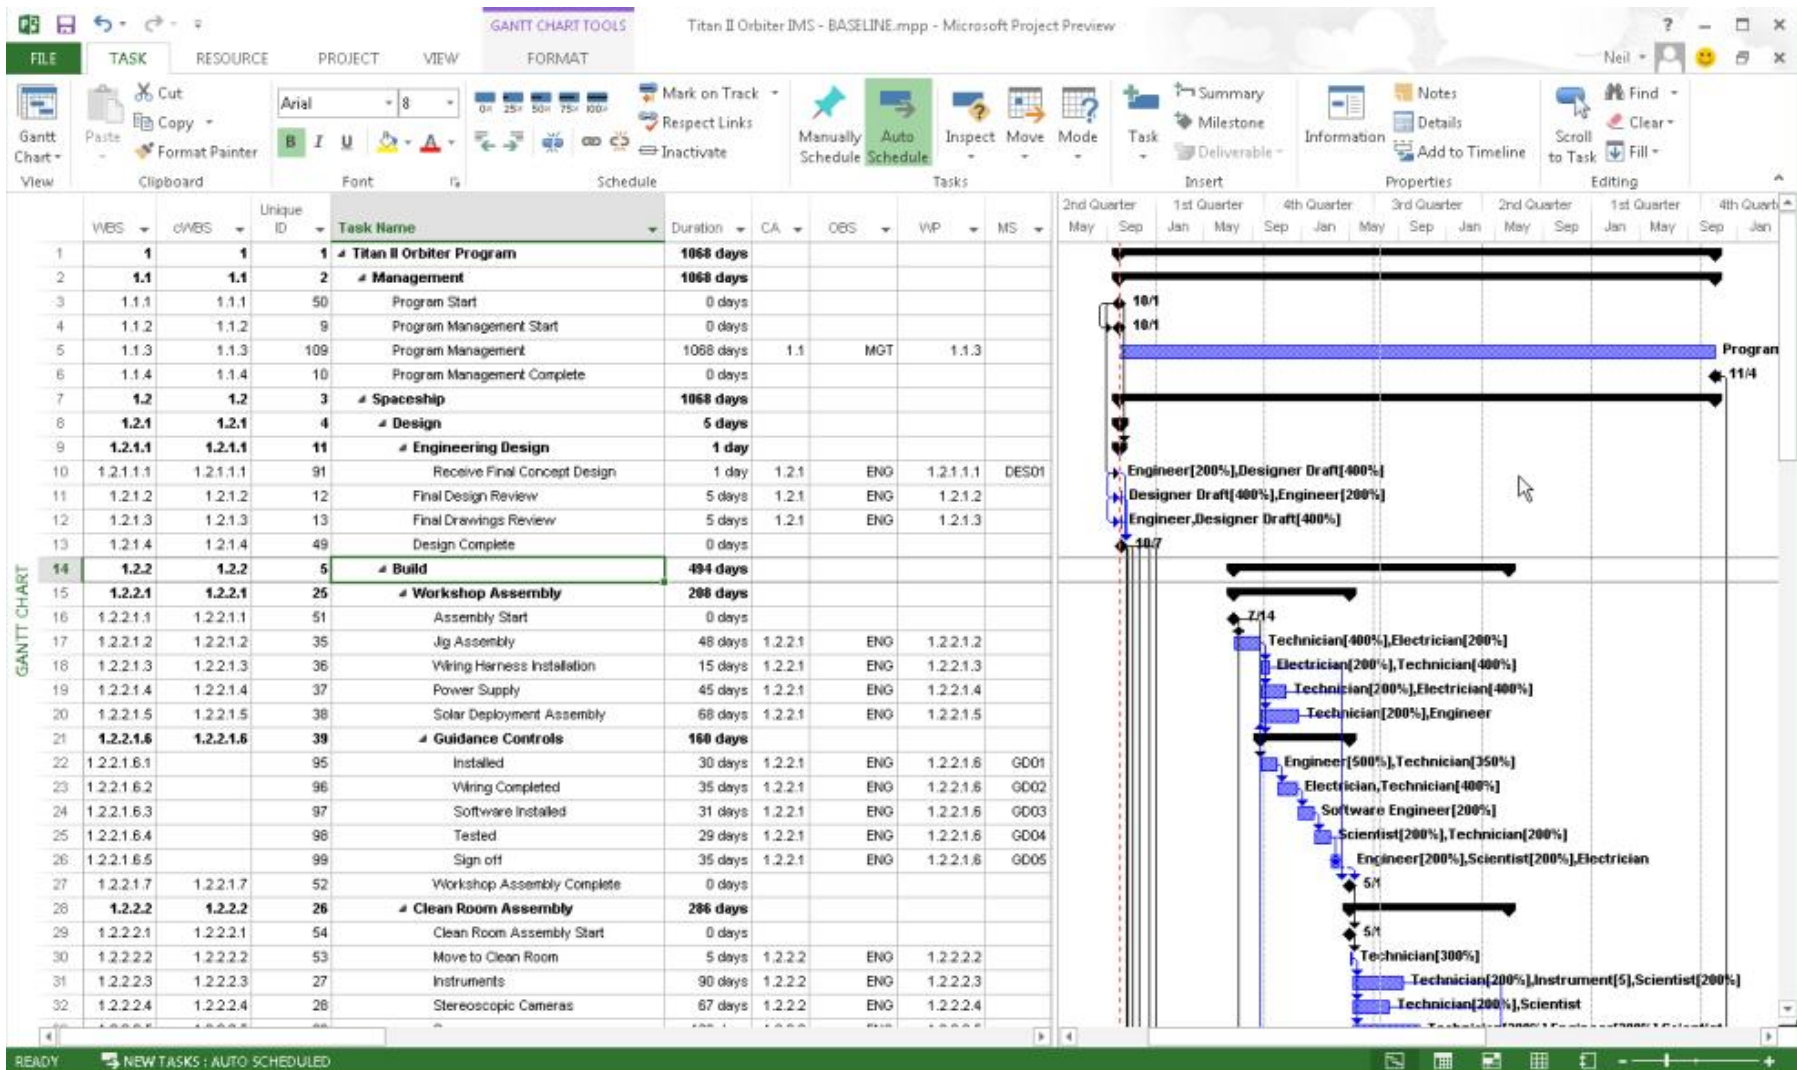 GANTT CHART TOOLS
Titan II Orbiter IMS - BASELINE.mpp - Microsoft Project Preview
FILE TASK RESOURCE PROJECT VIEW FORMAT Neil
Gantt Chart
View
Paste
Cut
Copy
Format Painter
Clipboard
Arial 8
B I U A
Font
0% 25% 50% 75% 100%
Mark on Track
Respect Links
Inactivate
Schedule
Manually Schedule
Auto Schedule
Inspect
Move
Mode
Tasks
Task
Summary
Milestone
Deliverable
Insert
Information
Notes
Details
Add to Timeline
Properties
Scroll to Task
Find
Clear
Fill
Editing
WBS cWBS Unique ID Task Name Duration CA OBS WP MS
2nd Quarter 1st Quarter 4th Quarter 3rd Quarter 2nd Quarter 1st Quarter 4th Quart
May Sep Jan May Sep Jan May Sep Jan May Sep Jan May Sep Jan
GANTT CHART
1 1 1 1 Titan II Orbiter Program 1068 days
2 1.1 1.1 2 Management 1068 days
3 1.1.1 1.1.1 50 Program Start 0 days 10/1
4 1.1.2 1.1.2 9 Program Management Start 0 days 10/1
5 1.1.3 1.1.3 109 Program Management 1068 days 1.1 MGT 1.1.3 Program
6 1.1.4 1.1.4 10 Program Management Complete 0 days 11/4
7 1.2 1.2 3 Spaceship 1068 days
8 1.2.1 1.2.1 4 Design 5 days
9 1.2.1.1 1.2.1.1 11 Engineering Design 1 day
10 1.2.1.1.1 1.2.1.1.1 91 Receive Final Concept Design 1 day 1.2.1 ENG 1.2.1.1.1 DES01 Engineer[200%],Designer Draft[400%]
11 1.2.1.2 1.2.1.2 12 Final Design Review 5 days 1.2.1 ENG 1.2.1.2 Designer Draft[400%],Engineer[200%]
12 1.2.1.3 1.2.1.3 13 Final Drawings Review 5 days 1.2.1 ENG 1.2.1.3 Engineer,Designer Draft[400%]
13 1.2.1.4 1.2.1.4 49 Design Complete 0 days 10/7
14 1.2.2 1.2.2 5 Build 494 days
15 1.2.2.1 1.2.2.1 25 Workshop Assembly 208 days
16 1.2.2.1.1 1.2.2.1.1 51 Assembly Start 0 days 7/14
17 1.2.2.1.2 1.2.2.1.2 35 Jig Assembly 48 days 1.2.2.1 ENG 1.2.2.1.2 Technician[400%],Electrician[200%]
18 1.2.2.1.3 1.2.2.1.3 36 Wiring Harness Installation 15 days 1.2.2.1 ENG 1.2.2.1.3 Electrician[200%],Technician[400%]
19 1.2.2.1.4 1.2.2.1.4 37 Power Supply 45 days 1.2.2.1 ENG 1.2.2.1.4 Technician[200%],Electrician[400%]
20 1.2.2.1.5 1.2.2.1.5 38 Solar Deployment Assembly 68 days 1.2.2.1 ENG 1.2.2.1.5 Technician[200%],Engineer
21 1.2.2.1.6 1.2.2.1.6 39 Guidance Controls 160 days
22 1.2.2.1.6.1 95 Installed 30 days 1.2.2.1 ENG 1.2.2.1.6 GD01 Engineer[500%],Technician[350%]
23 1.2.2.1.6.2 96 Wiring Completed 35 days 1.2.2.1 ENG 1.2.2.1.6 GD02 Electrician,Technician[400%]
24 1.2.2.1.6.3 97 Software Installed 31 days 1.2.2.1 ENG 1.2.2.1.6 GD03 Software Engineer[200%]
25 1.2.2.1.6.4 98 Tested 29 days 1.2.2.1 ENG 1.2.2.1.6 GD04 Scientist[200%],Technician[200%]
26 1.2.2.1.6.5 99 Sign off 35 days 1.2.2.1 ENG 1.2.2.1.6 GD05 Engineer[200%],Scientist[200%],Electrician
27 1.2.2.1.7 1.2.2.1.7 52 Workshop Assembly Complete 0 days 5/1
28 1.2.2.2 1.2.2.2 26 Clean Room Assembly 286 days
29 1.2.2.2.1 1.2.2.2.1 54 Clean Room Assembly Start 0 days 5/1
30 1.2.2.2.2 1.2.2.2.2 53 Move to Clean Room 5 days 1.2.2.2 ENG 1.2.2.2.2 Technician[300%]
31 1.2.2.2.3 1.2.2.2.3 27 Instruments 90 days 1.2.2.2 ENG 1.2.2.2.3 Technician[200%],Instrument[5],Scientist[200%]
32 1.2.2.2.4 1.2.2.2.4 28 Stereoscopic Cameras 67 days 1.2.2.2 ENG 1.2.2.2.4 Technician[200%],Scientist
READY NEW TASKS : AUTO SCHEDULED